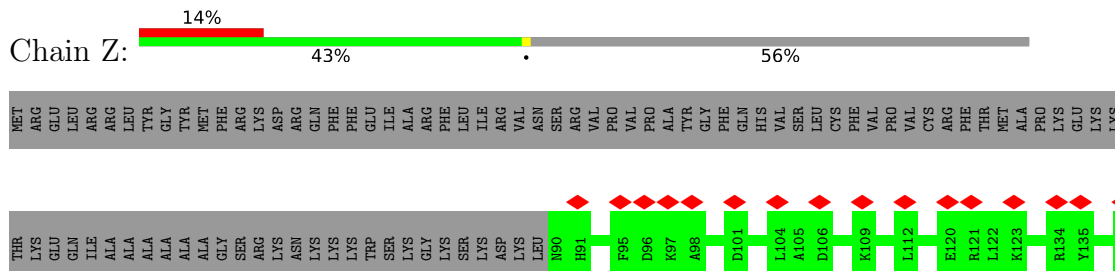 14%
Chain Z:
43% • 56%
MET ARG GLU LEU ARG ARG LEU TYR GLY TYR MET PHE ARG LYS ASP ARG GLN PHE PHE GLU ILE ALA ARG PHE LEU ILE ARG VAL ASN SER ARG VAL PRO VAL PRO ALA TYR GLY PHE GLN HIS VAL SER LEU CYS PHE VAL PRO VAL CYS ARG PHE THR MET ALA PRO LYS GLU LYS LYS
THR LYS GLU GLN ILE ALA ALA ALA ALA ALA ALA GLY SER ARG LYS ASN LYS LYS LYS TRP SER LYS GLY LYS SER LYS ASP LYS LEU N90 H91 F95 D96 K97 A98 D101 L104 A105 D106 K109 L112 E120 R121 L122 K123 R134 Y135